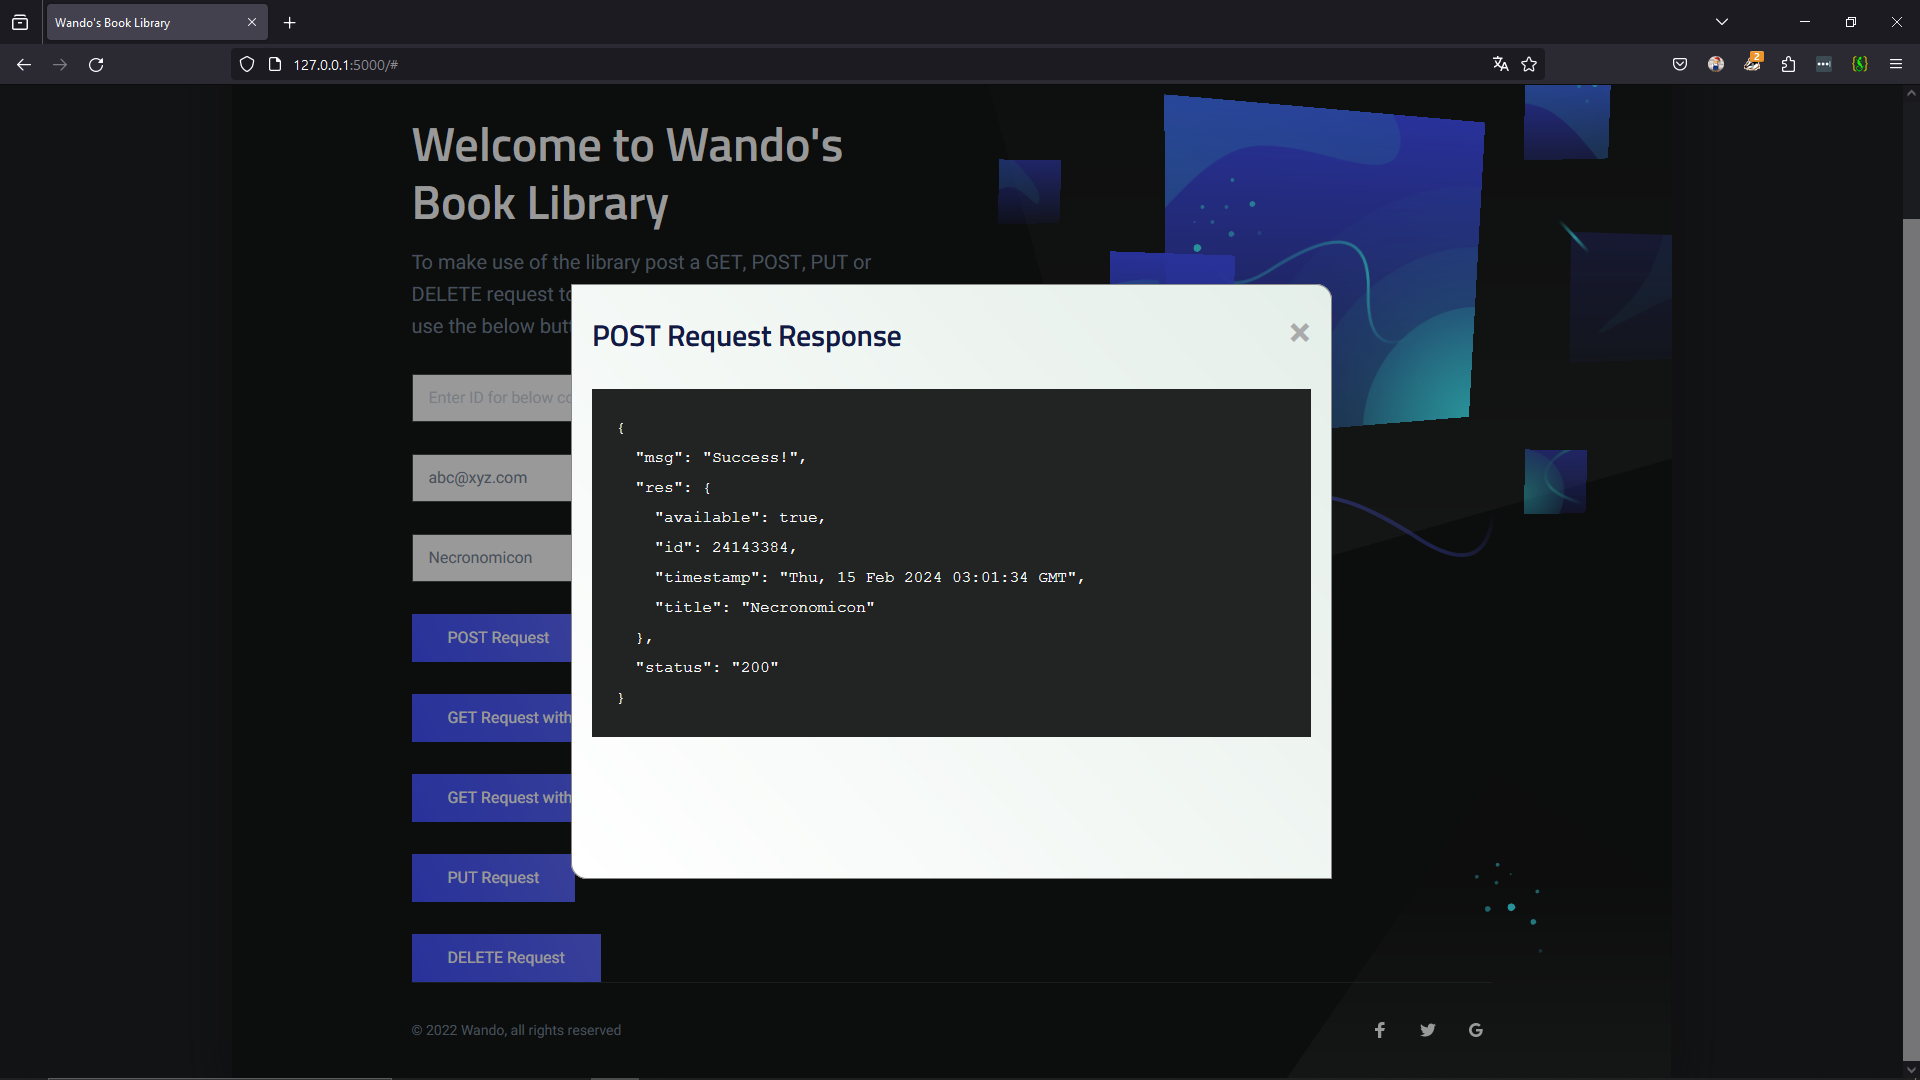 Wando's Book Library
127.0.0.1:5000/#
2
Welcome to Wando's
Book Library
To make use of the library post a GET, POST, PUT or
DELETE request to
use the below but
Enter ID for below co
abc@xyz.com
Necronomicon
POST Request
GET Request with
GET Request with
PUT Request
DELETE Request
POST Request Response
×
{
"msg": "Success!",
"res": {
"available": true,
"id": 24143384,
"timestamp": "Thu, 15 Feb 2024 03:01:34 GMT",
"title": "Necronomicon"
},
"status": "200"
}
© 2022 Wando, all rights reserved